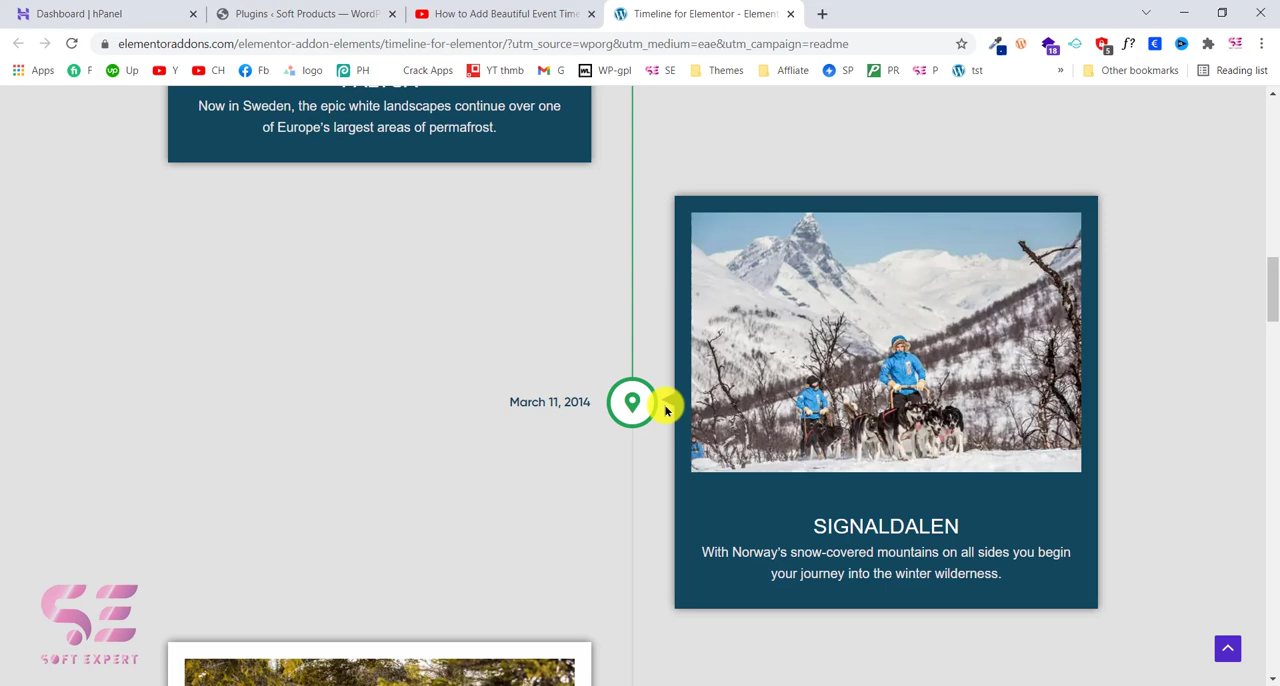 Dashboard | hPanel
Plugins ‹ Soft Products — WordP
How to Add Beautiful Event Time
Timeline for Elementor - Element
elementoraddons.com/elementor-addon-elements/timeline-for-elementor/?utm_source=wporg&utm_medium=eae&utm_campaign=readme
18
5
f?
Apps
F
Up
Y
CH
Fb
logo
PH
Crack Apps
YT thmb
G
WP-gpl
SE
Themes
Affliate
SP
PR
P
tst
»
Other bookmarks
Reading list
Now in Sweden, the epic white landscapes continue over one
of Europe's largest areas of permafrost.
March 11, 2014
SIGNALDALEN
With Norway's snow-covered mountains on all sides you begin
your journey into the winter wilderness.
SE
SOFT EXPERT